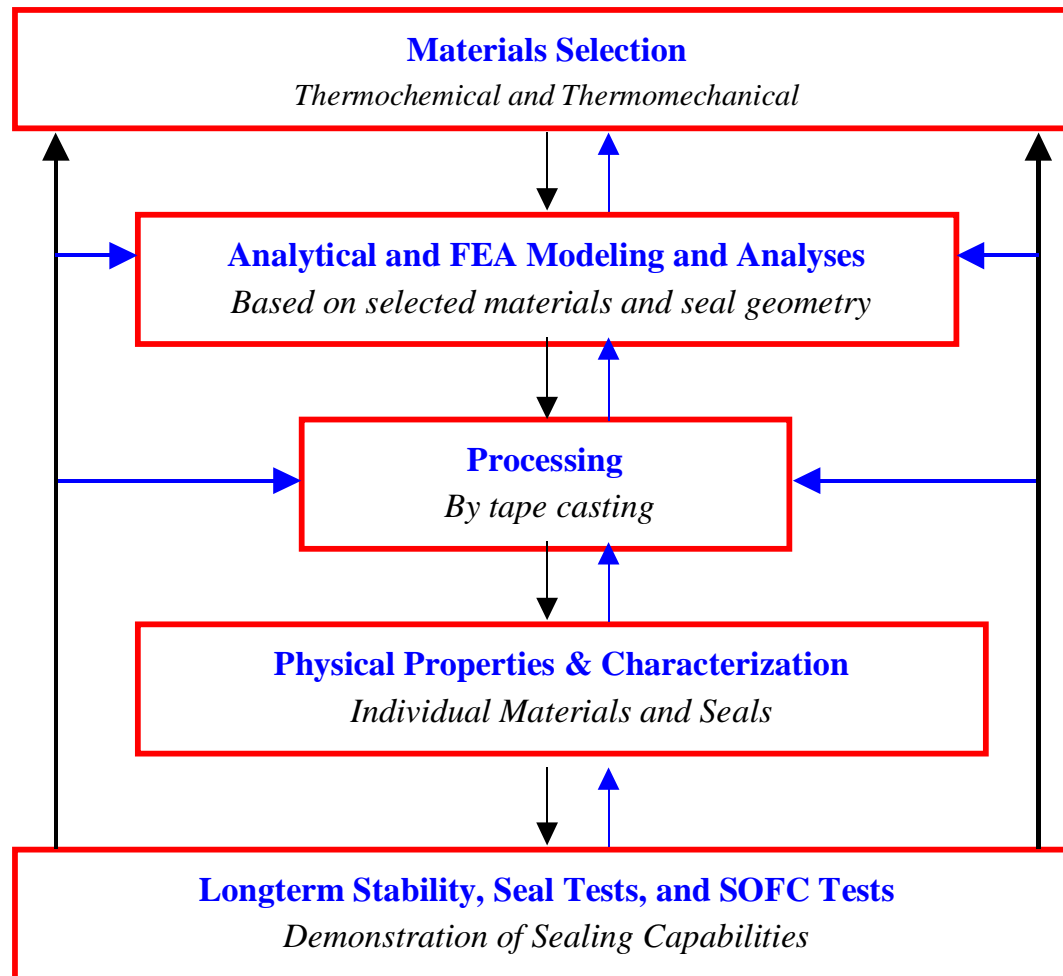 Materials Selection
Thermochemical and Thermomechanical
Analytical and FEA Modeling and Analyses
Based on selected materials and seal geometry
Processing
By tape casting
Physical Properties & Characterization
Individual Materials and Seals
Longterm Stability, Seal Tests, and SOFC Tests
Demonstration of Sealing Capabilities